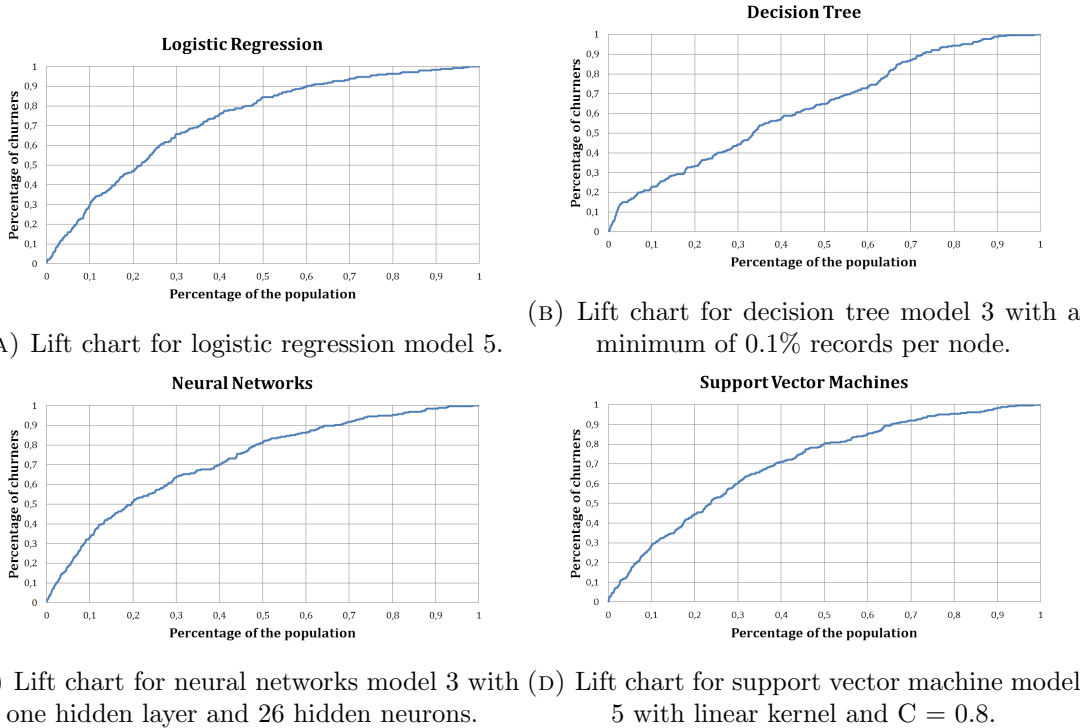 Logistic Regression
Percentage of churners
1
0,9
0,8
0,7
0,6
0,5
0,4
0,3
0,2
0,1
0
0 0,1 0,2 0,3 0,4 0,5 0,6 0,7 0,8 0,9 1
Percentage of the population
A) Lift chart for logistic regression model 5.
Decision Tree
Percentage of churners
1
0,9
0,8
0,7
0,6
0,5
0,4
0,3
0,2
0,1
0
0 0,1 0,2 0,3 0,4 0,5 0,6 0,7 0,8 0,9 1
Percentage of the population
(B) Lift chart for decision tree model 3 with a
minimum of 0.1% records per node.
Neural Networks
Percentage of churners
1
0,9
0,8
0,7
0,6
0,5
0,4
0,3
0,2
0,1
0
0 0,1 0,2 0,3 0,4 0,5 0,6 0,7 0,8 0,9 1
Percentage of the population
) Lift chart for neural networks model 3 with
one hidden layer and 26 hidden neurons.
Support Vector Machines
Percentage of churners
1
0,9
0,8
0,7
0,6
0,5
0,4
0,3
0,2
0,1
0
0 0,1 0,2 0,3 0,4 0,5 0,6 0,7 0,8 0,9 1
Percentage of the population
(D) Lift chart for support vector machine model
5 with linear kernel and C = 0.8.